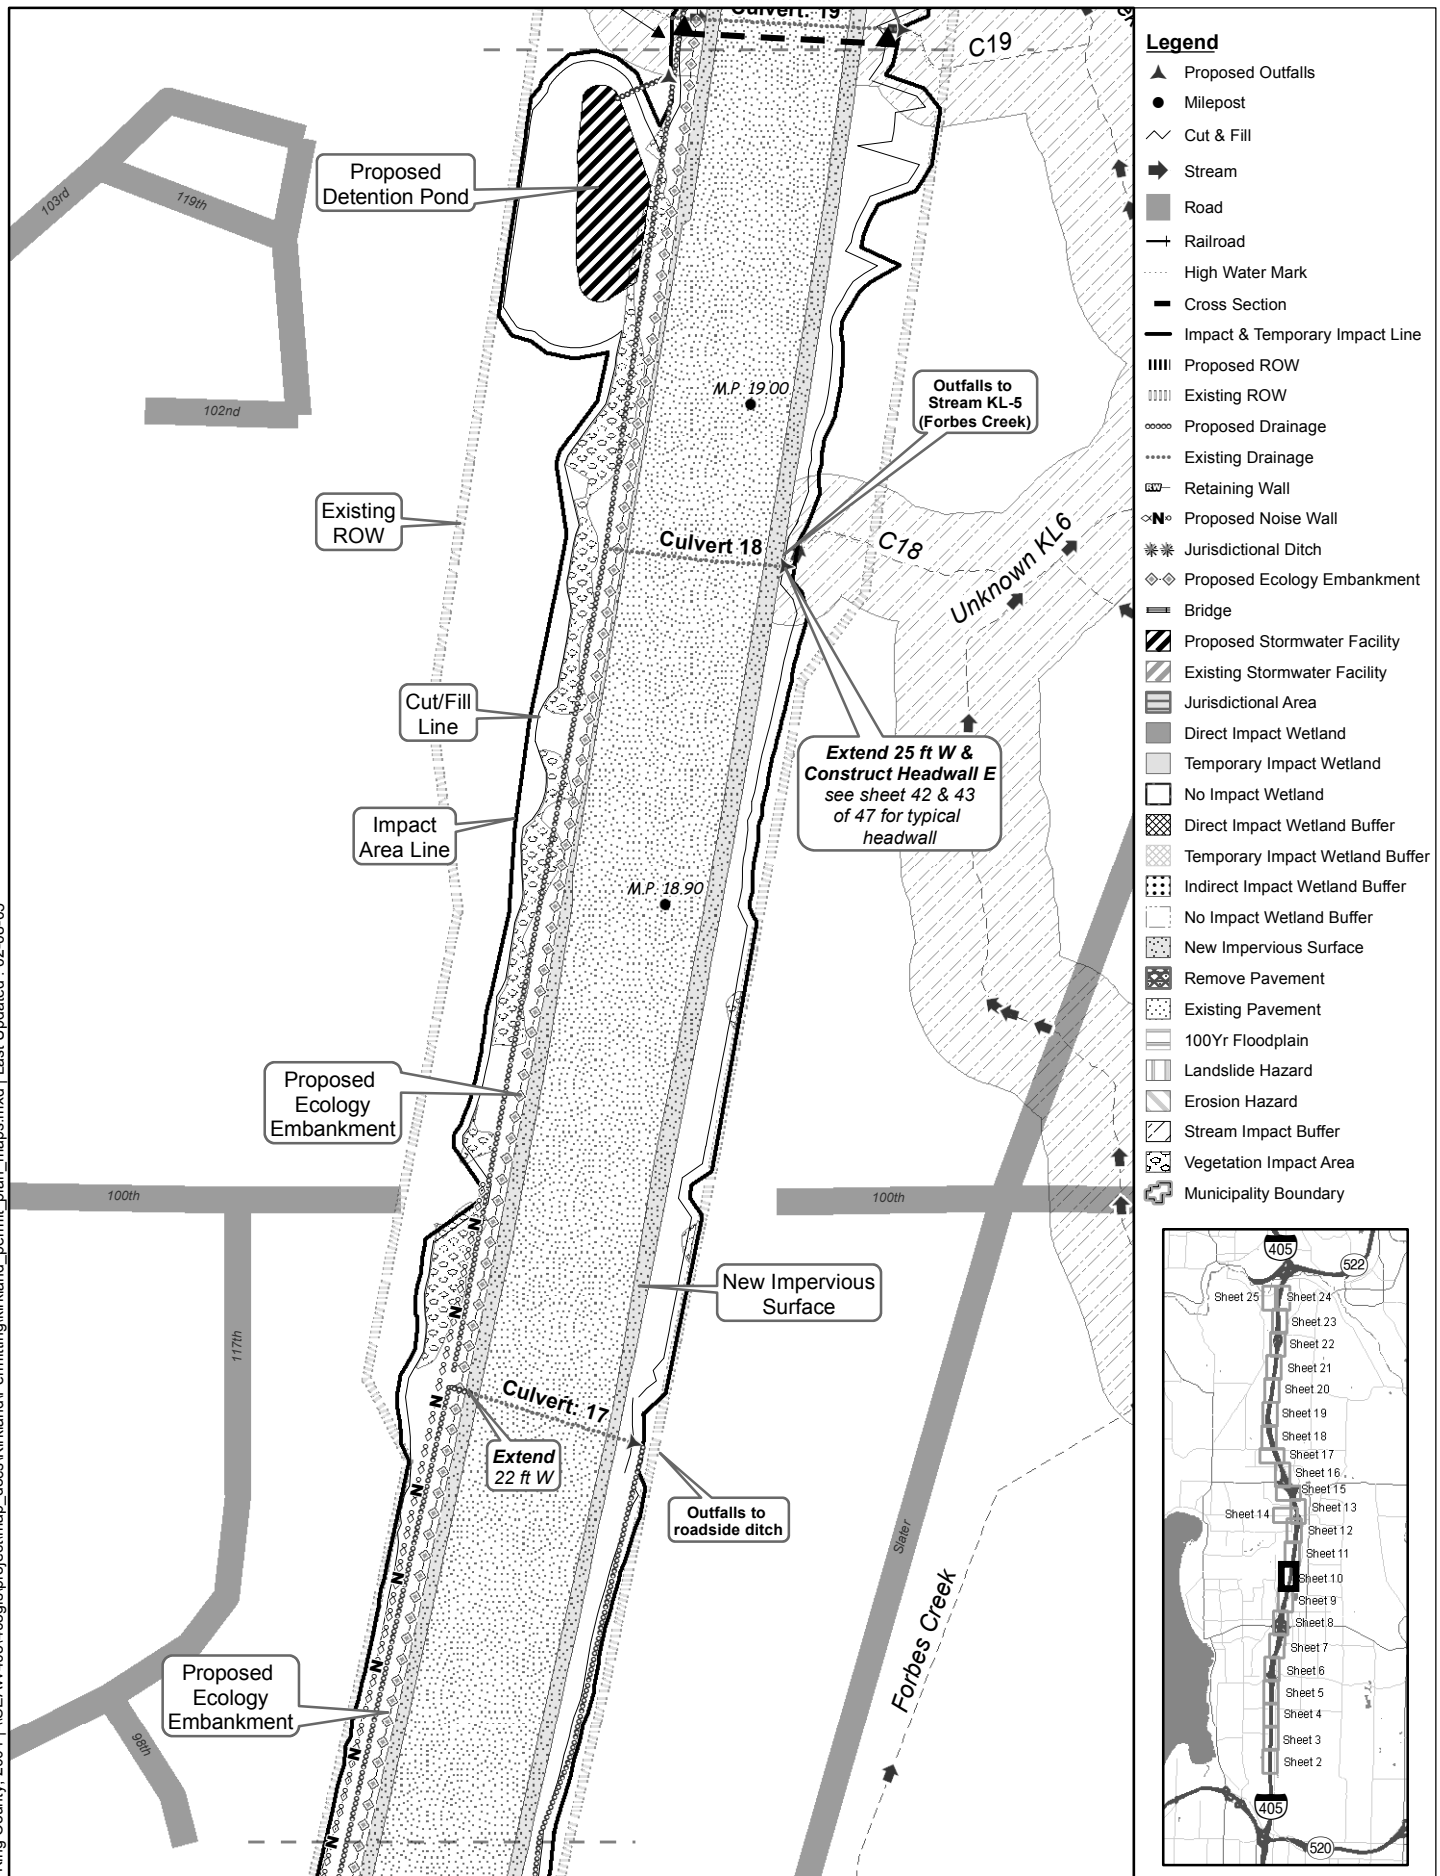 Culvert: 19
C19
103rd
119th
102nd
Proposed
Detention Pond
M.P. 19.00
Outfalls to
Stream KL-5
(Forbes Creek)
Existing
ROW
Culvert 18
C18
Unknown KL6
Cut/Fill
Line
Extend 25 ft W &
Construct Headwall E
see sheet 42 & 43
of 47 for typical
headwall
Impact
Area Line
M.P. 18.90
Proposed
Ecology
Embankment
100th
100th
N
New Impervious
Surface
N
117th
Culvert: 17
N
Extend
22 ft W
N
Outfalls to
roadside ditch
Slater
N
Forbes Creek
Proposed
Ecology
Embankment
N
98th
N
N
Legend
Proposed Outfalls
Milepost
Cut & Fill
Stream
Road
Railroad
High Water Mark
Cross Section
Impact & Temporary Impact Line
Proposed ROW
Existing ROW
Proposed Drainage
Existing Drainage
RW Retaining Wall
N Proposed Noise Wall
Jurisdictional Ditch
Proposed Ecology Embankment
Bridge
Proposed Stormwater Facility
Existing Stormwater Facility
Jurisdictional Area
Direct Impact Wetland
Temporary Impact Wetland
No Impact Wetland
Direct Impact Wetland Buffer
Temporary Impact Wetland Buffer
Indirect Impact Wetland Buffer
No Impact Wetland Buffer
New Impervious Surface
Remove Pavement
Existing Pavement
100Yr Floodplain
Landslide Hazard
Erosion Hazard
Stream Impact Buffer
Vegetation Impact Area
Municipality Boundary
405
522
Sheet 25
Sheet 24
Sheet 23
Sheet 22
Sheet 21
Sheet 20
Sheet 19
Sheet 18
Sheet 17
Sheet 16
Sheet 15
Sheet 13
Sheet 14
Sheet 12
Sheet 11
Sheet 10
Sheet 9
Sheet 8
Sheet 7
Sheet 6
Sheet 5
Sheet 4
Sheet 3
Sheet 2
405
520